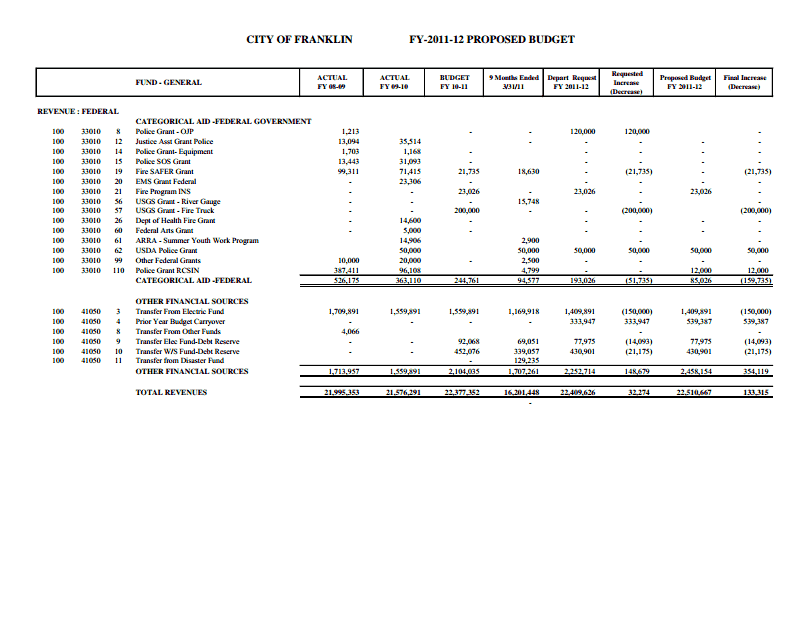 CITY OF FRANKLIN FY-2011-12 PROPOSED BUDGET
FUND - GENERAL ACTUAL FY 08-09 ACTUAL FY 09-10 BUDGET FY 10-11 9 Months Ended 3/31/11 Depart Request FY 2011-12 Requested Increase (Decrease) Proposed Budget FY 2011-12 Final Increase (Decrease)
REVENUE : FEDERAL
CATEGORICAL AID -FEDERAL GOVERNMENT
100 33010 8 Police Grant - OJP 1,213 - - 120,000 120,000 -
100 33010 12 Justice Asst Grant Police 13,094 35,514 - - - - - -
100 33010 14 Police Grant- Equipment 1,703 1,168 - - - - -
100 33010 15 Police SOS Grant 13,443 31,093 - - - - -
100 33010 19 Fire SAFER Grant 99,311 71,415 21,735 18,630 - (21,735) - (21,735)
100 33010 20 EMS Grant Federal - 23,306 - - - - -
100 33010 21 Fire Program INS - - 23,026 - 23,026 - 23,026 -
100 33010 56 USGS Grant - River Gauge - - - 15,748 - - -
100 33010 57 USGS Grant - Fire Truck - - 200,000 - - (200,000) (200,000)
100 33010 26 Dept of Health Fire Grant - 14,600 - - - - -
100 33010 60 Federal Arts Grant - 5,000 - - - - -
100 33010 61 ARRA - Summer Youth Work Program 14,906 2,900 - - -
100 33010 62 USDA Police Grant 50,000 50,000 50,000 50,000 50,000 50,000
100 33010 99 Other Federal Grants 10,000 20,000 - 2,500 - - - -
100 33010 110 Police Grant RCSIN 387,411 96,108 4,799 - - 12,000 12,000
CATEGORICAL AID -FEDERAL 526,175 363,110 244,761 94,577 193,026 (51,735) 85,026 (159,735)
OTHER FINANCIAL SOURCES
100 41050 3 Transfer From Electric Fund 1,709,891 1,559,891 1,559,891 1,169,918 1,409,891 (150,000) 1,409,891 (150,000)
100 41050 4 Prior Year Budget Carryover - - - - 333,947 333,947 539,387 539,387
100 41050 8 Transfer From Other Funds 4,066 - -
100 41050 9 Transfer Elec Fund-Debt Reserve - - 92,068 69,051 77,975 (14,093) 77,975 (14,093)
100 41050 10 Transfer W/S Fund-Debt Reserve - - 452,076 339,057 430,901 (21,175) 430,901 (21,175)
100 41050 11 Transfer from Disaster Fund - 129,235
OTHER FINANCIAL SOURCES 1,713,957 1,559,891 2,104,035 1,707,261 2,252,714 148,679 2,458,154 354,119
TOTAL REVENUES 21,995,353 21,576,291 22,377,352 16,201,448 22,409,626 32,274 22,510,667 133,315
-